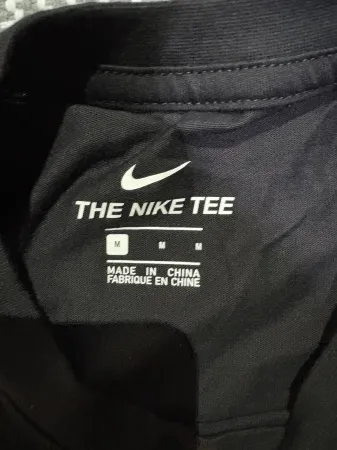 THE NIKE TEE
M M M
MADE IN CHINA
FABRIQUE EN CHINE